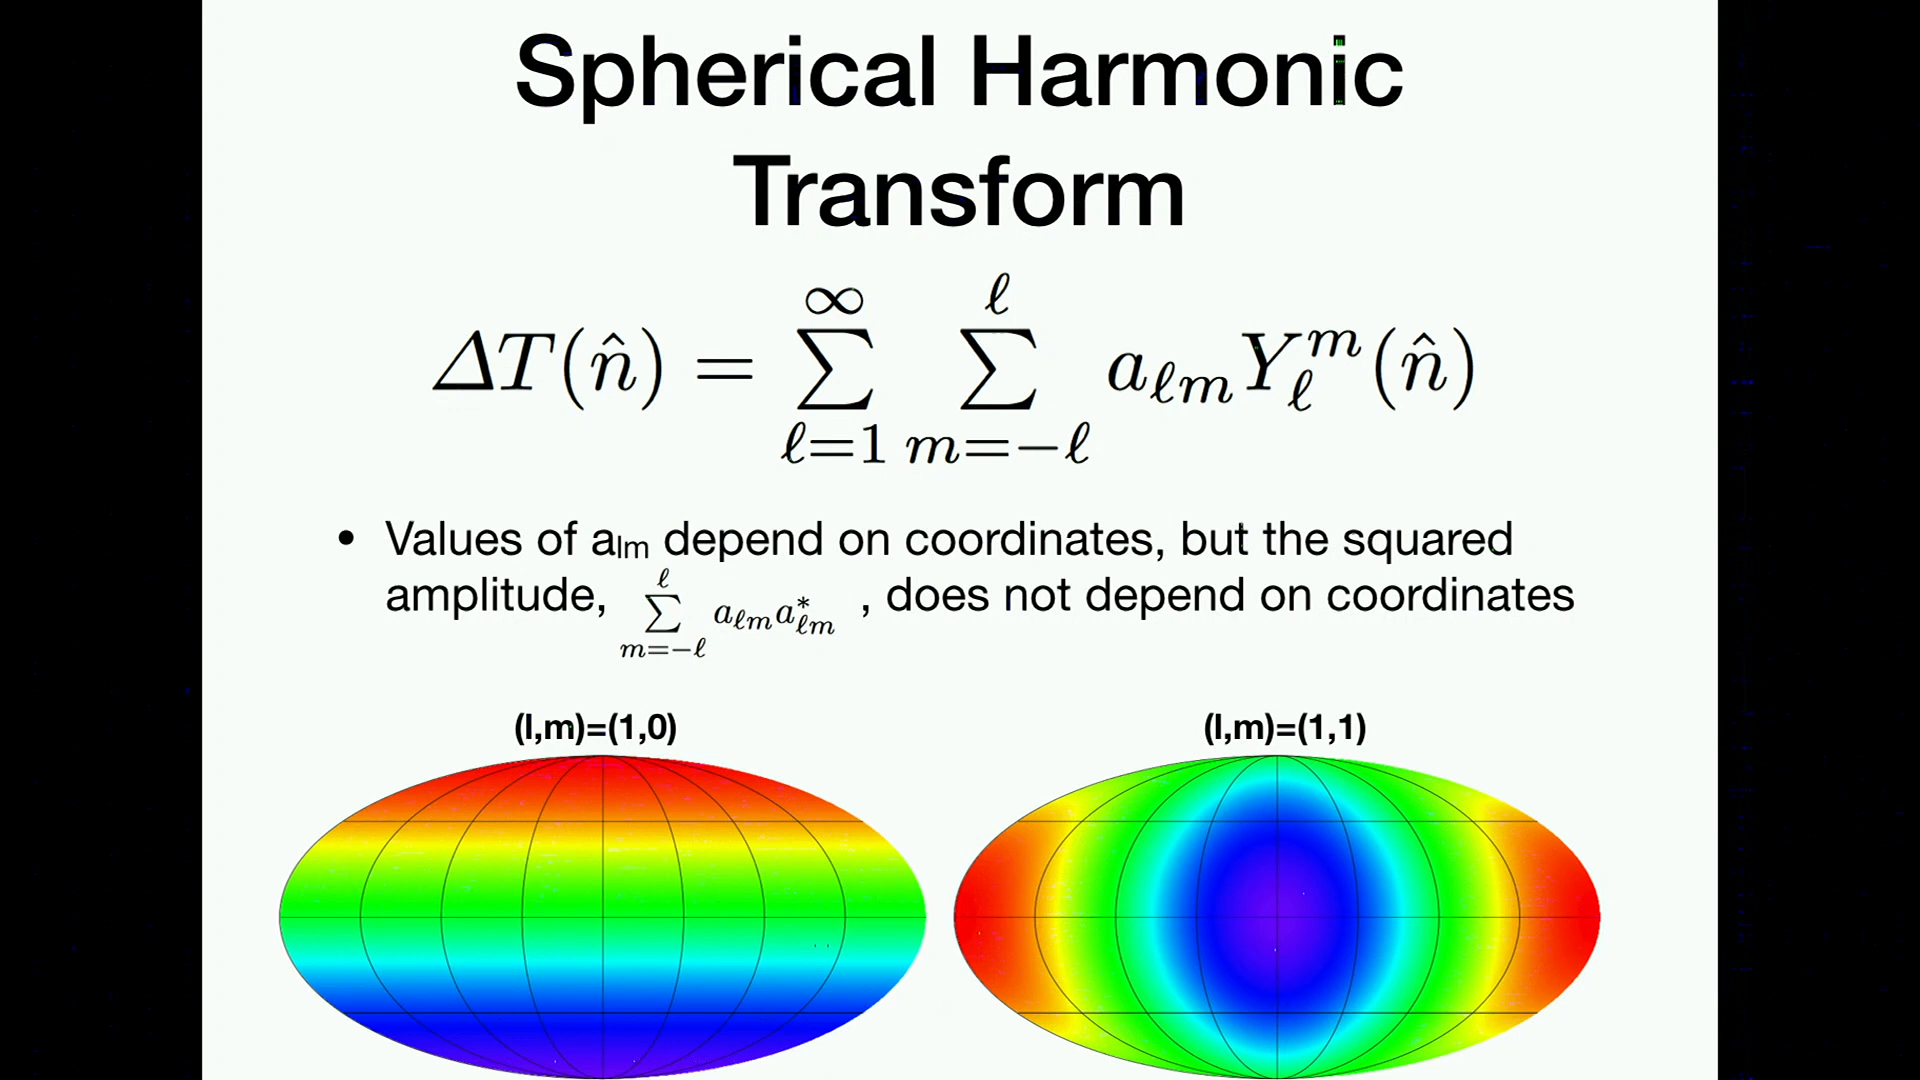 Spherical Harmonic
Transform
ΔT(n̂) = ∑_{ℓ=1}^{∞} ∑_{m=−ℓ}^{ℓ} a_{ℓm} Y_ℓ^m(n̂)
• Values of alm depend on coordinates, but the squared
amplitude, ∑_{m=−ℓ}^{ℓ} a_{ℓm} a*_{ℓm} , does not depend on coordinates
(l,m)=(1,0) (l,m)=(1,1)